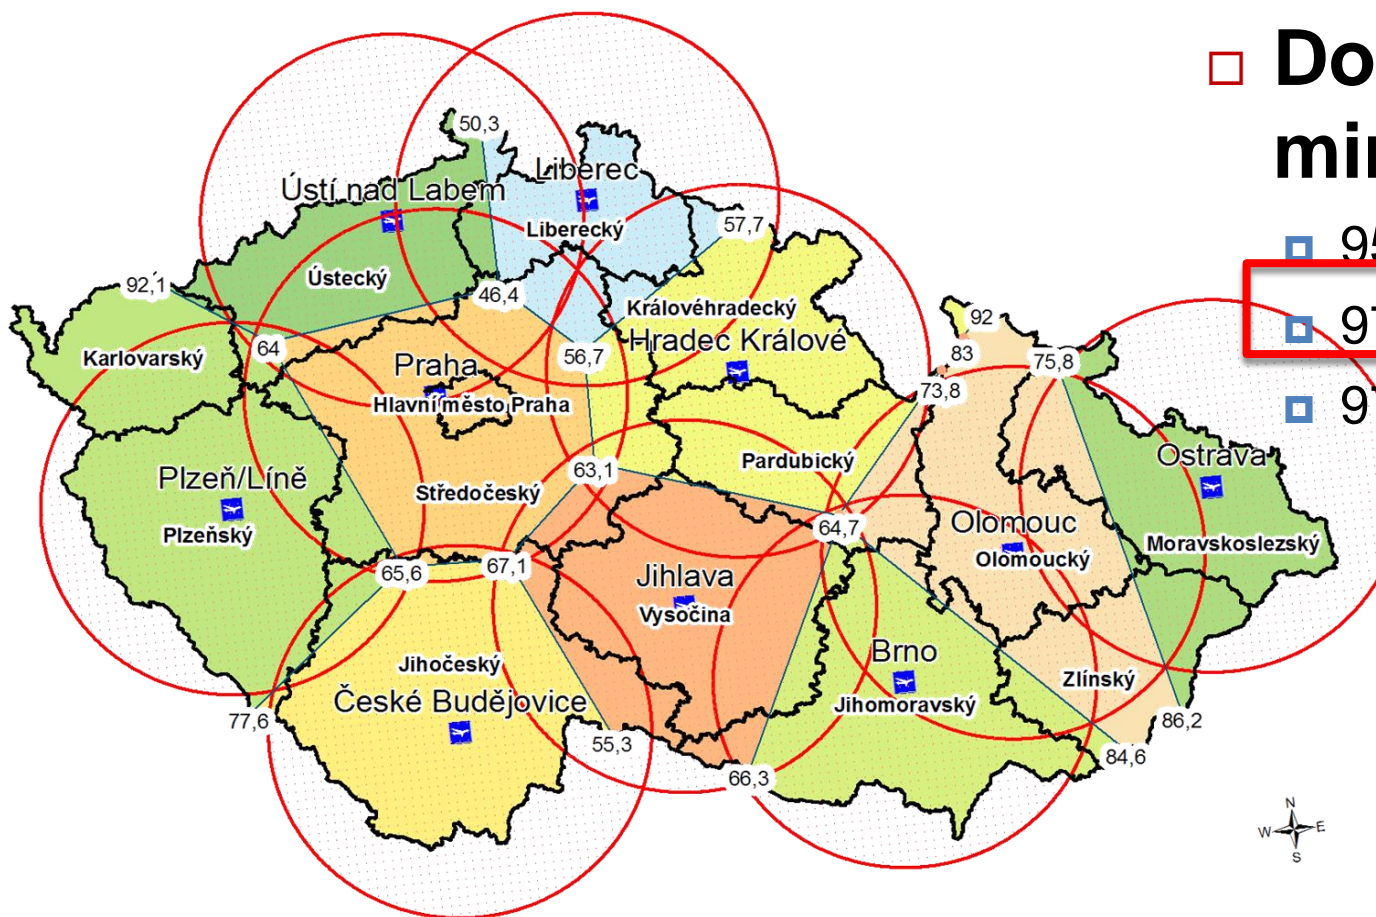 Do
min
95
97
97
50,3
Liberec
Ústí nad Labem
57,7
Liberecký
Ústecký
92,1
46,4
Královéhradecký
92
Hradec Králové
64
83
Karlovarský
56,7
75,8
Praha
73,8
Hlavní město Praha
Ostrava
Pardubický
63,1
Plzeň/Líně
Středočeský
Olomouc
64,7
Plzeňský
Moravskoslezský
Olomoucký
67,1
65,6
Jihlava
Vysočina
Brno
Jihočeský
Zlínský
České Budějovice
Jihomoravský
77,6
86,2
55,3
84,6
66,3
N
W E
S